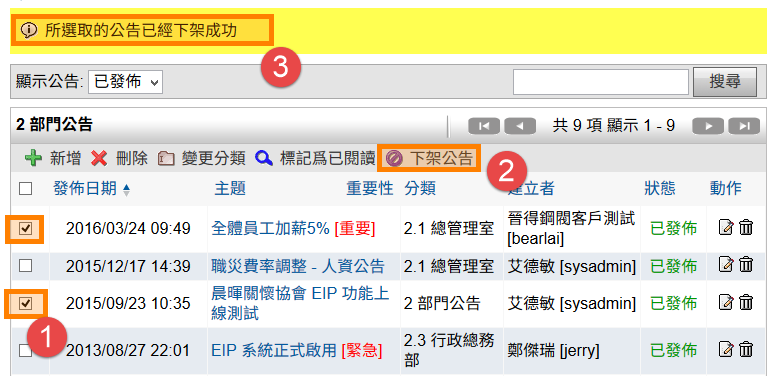 所選取的公告已經下架成功
3
顯示公告: 已發佈 搜尋
2 部門公告 共 9 項 顯示 1 - 9
新增 刪除 變更分類 標記爲已閱讀 下架公告
2
發佈日期 主題 重要性 分類 建立者 狀態 動作
2016/03/24 09:49 全體員工加薪5% [重要] 2.1 總管理室 晉得鋼閥客戶測試 [bearlai] 已發佈
2015/12/17 14:39 職災費率調整 - 人資公告 2.1 總管理室 艾德敏 [sysadmin] 已發佈
2015/09/23 10:35 晨暉關懷協會 EIP 功能上線測試 2 部門公告 艾德敏 [sysadmin] 已發佈
1
2013/08/27 22:01 EIP 系統正式啟用 [緊急] 2.3 行政總務部 鄭傑瑞 [jerry] 已發佈